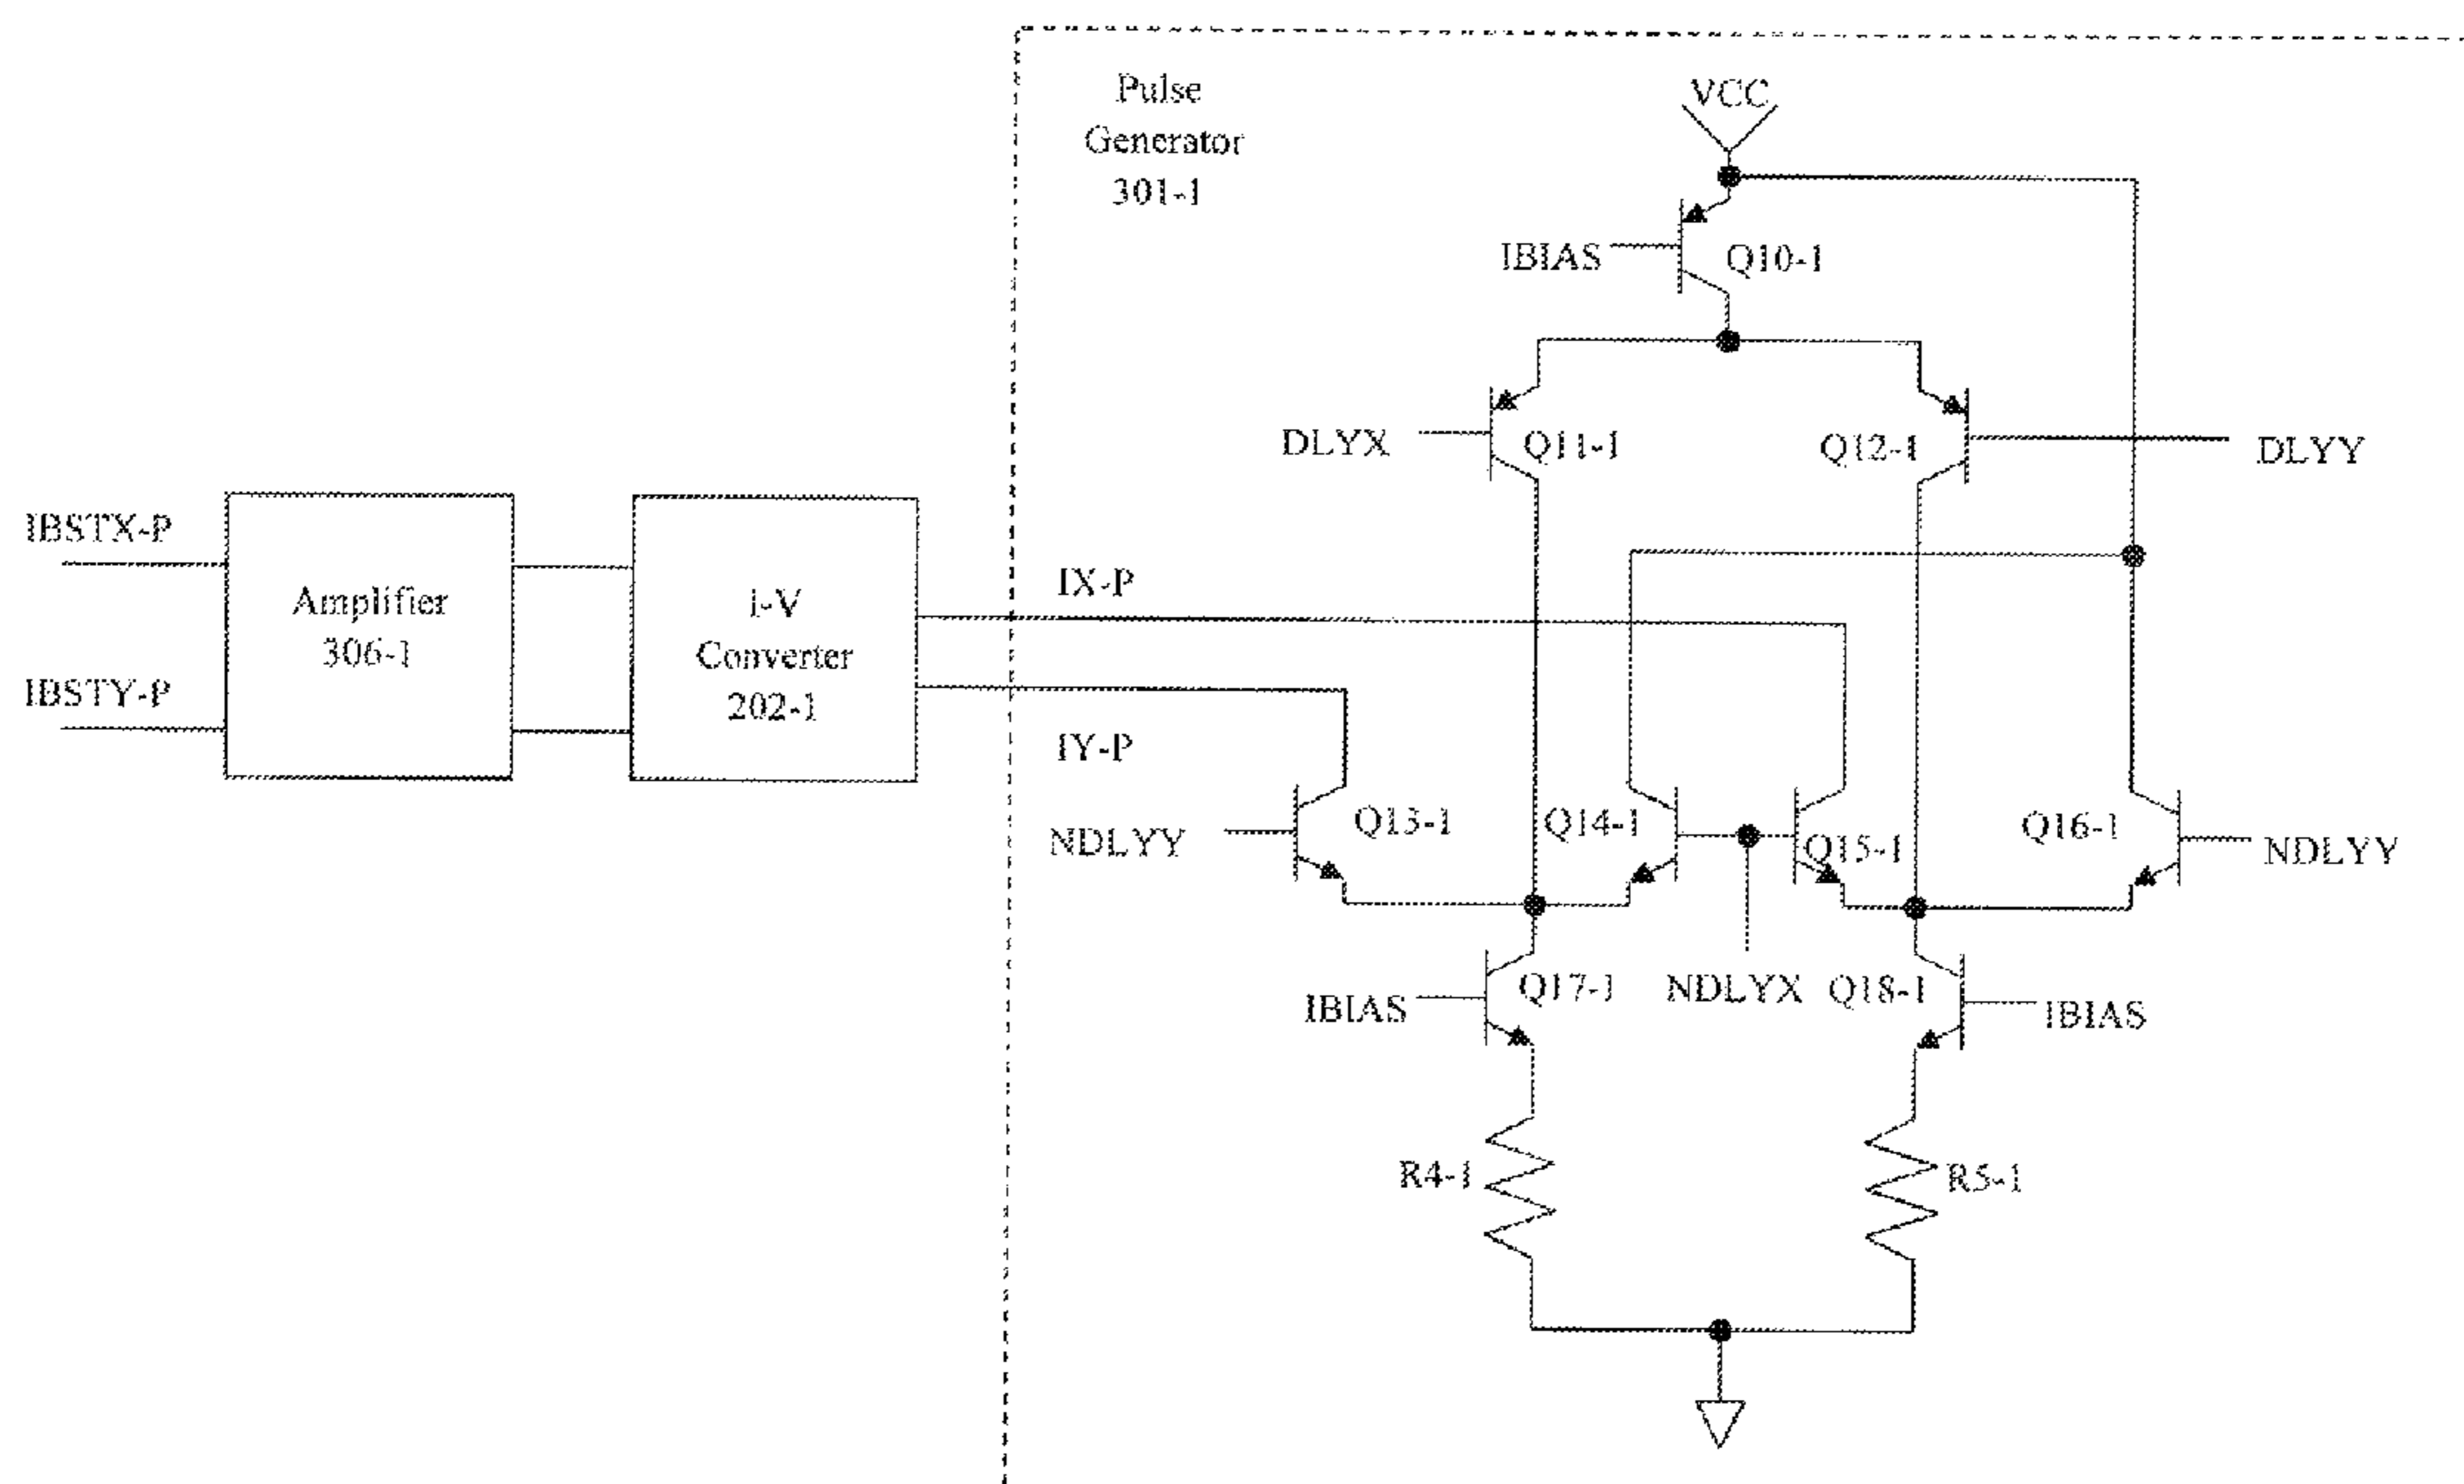 Pulse
Generator
301-1
VCC
IBIAS
Q10-1
DLYX
Q11-1
Q12-1
DLYY
IBSTX-P
IBSTY-P
Amplifier
306-1
i-V
Converter
202-1
IX-P
IY-P
NDLYY
Q13-1
Q14-1
Q15-1
Q16-1
NDLYY
IBIAS
Q17-1
NDLYX
Q18-1
IBIAS
R4-1
R5-1